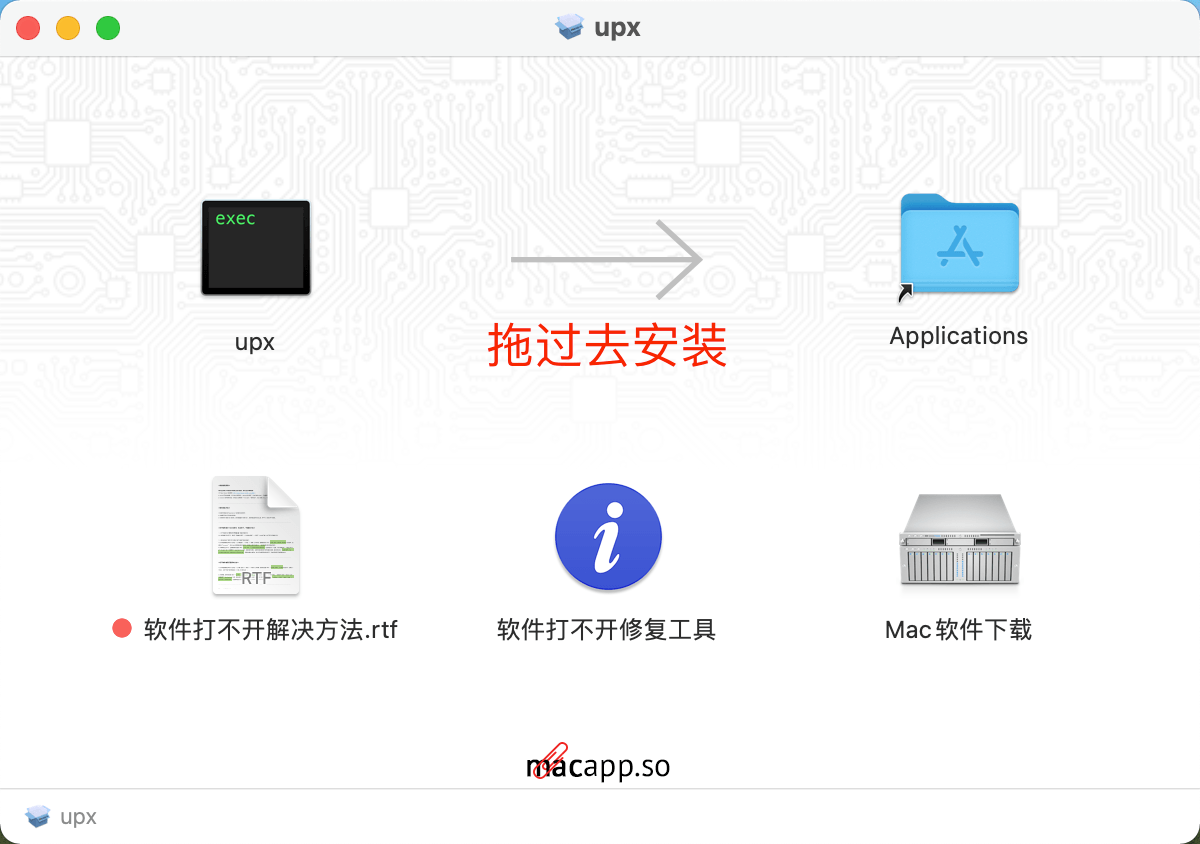 upx
exec
upx
拖过去安装
Applications
RTF
软件打不开解决方法.rtf
软件打不开修复工具
Mac软件下载
macapp.so
upx